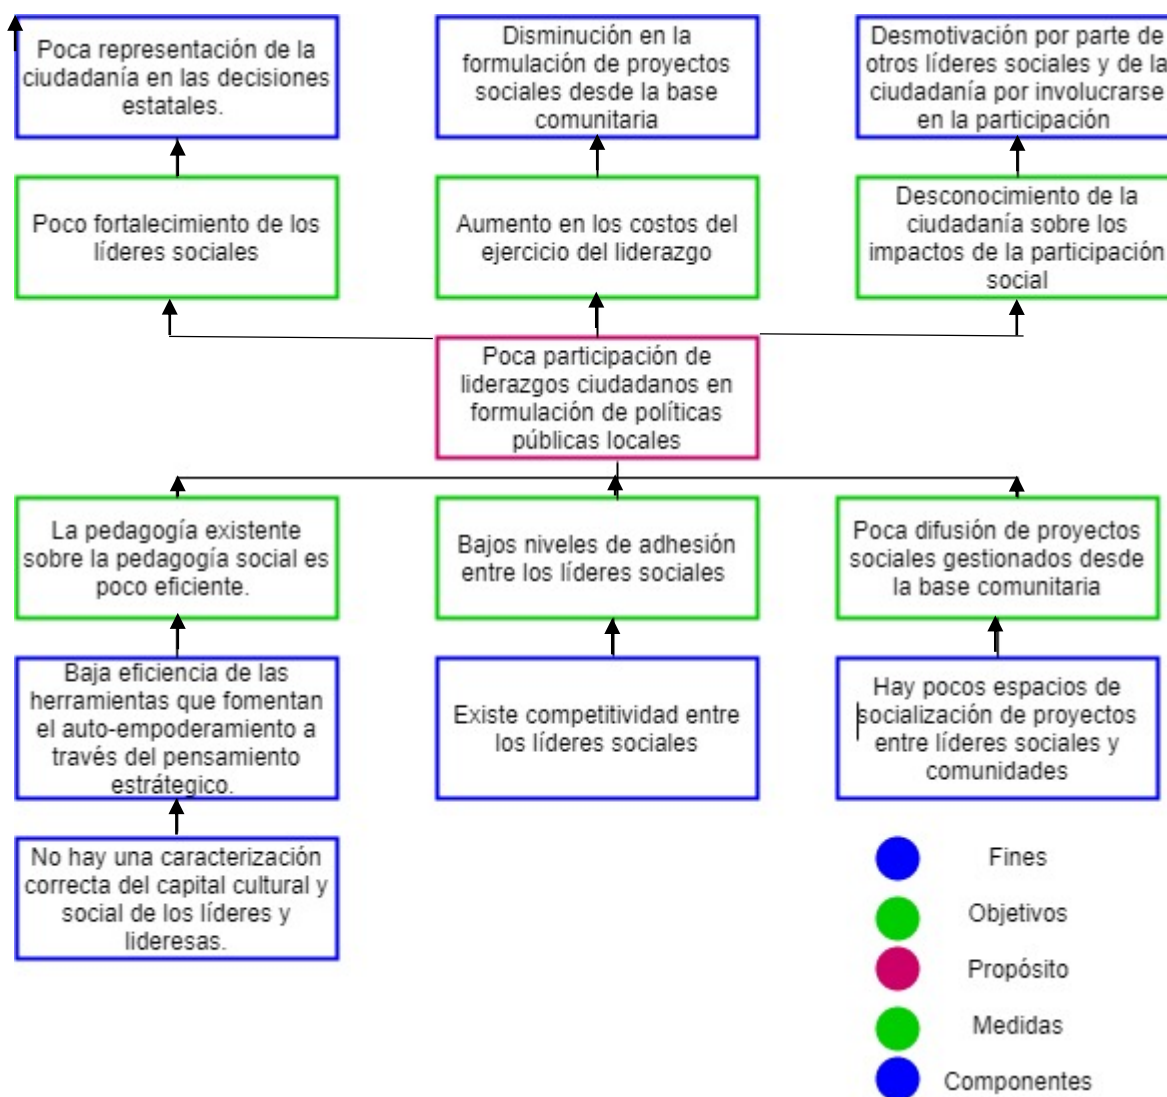 Poca representación de la
ciudadanía en las decisiones
estatales.
Disminución en la
formulación de proyectos
sociales desde la base
comunitaria
Desmotivación por parte de
otros líderes sociales y de la
ciudadanía por involucrarse
en la participación
Poco fortalecimiento de los
líderes sociales
Aumento en los costos del
ejercicio del liderazgo
Desconocimiento de la
ciudadanía sobre los
impactos de la participación
social
Poca participación de
liderazgos ciudadanos en
formulación de políticas
públicas locales
La pedagogía existente
sobre la pedagogía social es
poco eficiente.
Bajos niveles de adhesión
entre los líderes sociales
Poca difusión de proyectos
sociales gestionados desde
la base comunitaria
Baja eficiencia de las
herramientas que fomentan
el auto-empoderamiento a
través del pensamiento
estrátegico.
Existe competitividad entre
los líderes sociales
Hay pocos espacios de
socialización de proyectos
entre líderes sociales y
comunidades
No hay una caracterización
correcta del capital cultural y
social de los líderes y
lideresas.
Fines
Objetivos
Propósito
Medidas
Componentes